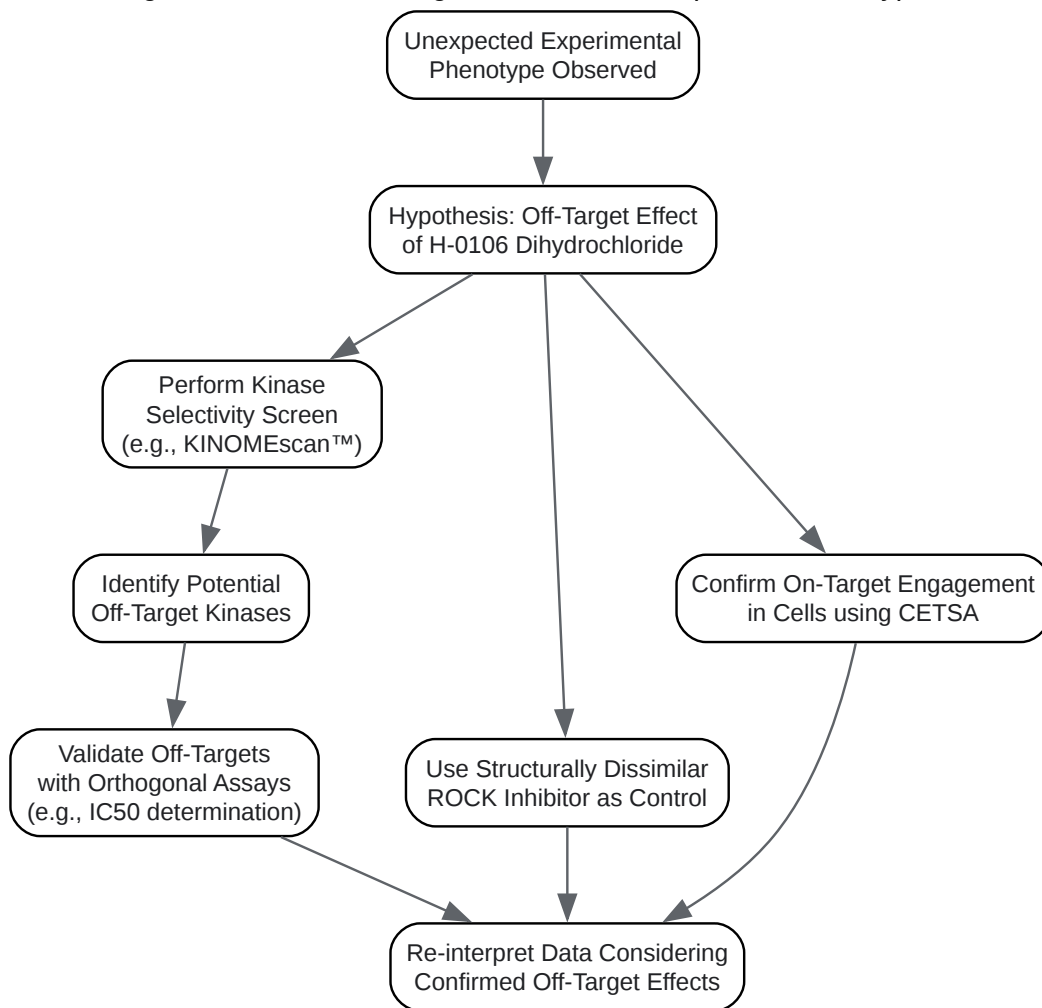 Unexpected Experimental
Phenotype Observed
Hypothesis: Off-Target Effect
of H-0106 Dihydrochloride
Perform Kinase
Selectivity Screen
(e.g., KINOMEscan™)
Identify Potential
Off-Target Kinases
Confirm On-Target Engagement
in Cells using CETSA
Validate Off-Targets
with Orthogonal Assays
(e.g., IC50 determination)
Use Structurally Dissimilar
ROCK Inhibitor as Control
Re-interpret Data Considering
Confirmed Off-Target Effects